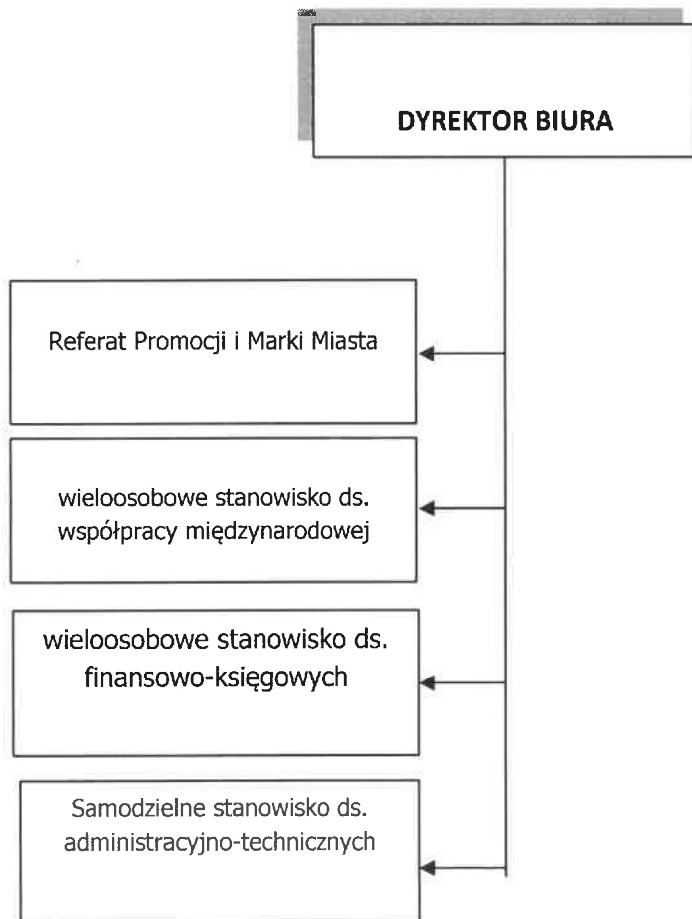 DYREKTOR BIURA
Referat Promocji i Marki Miasta
wieloosobowe stanowisko ds.
współpracy międzynarodowej
wieloosobowe stanowisko ds.
finansowo-księgowych
Samodzielne stanowisko ds.
administracyjno-technicznych